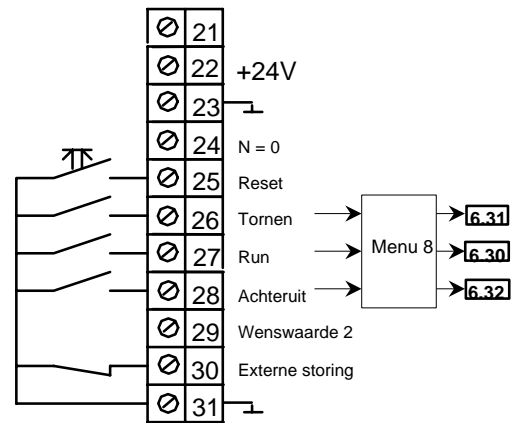 21
22 +24V
23
24 N = 0
25 Reset
26 Tornen 6.31
27 Run Menu 8 6.30
28 Achteruit 6.32
29 Wenswaarde 2
30 Externe storing
31